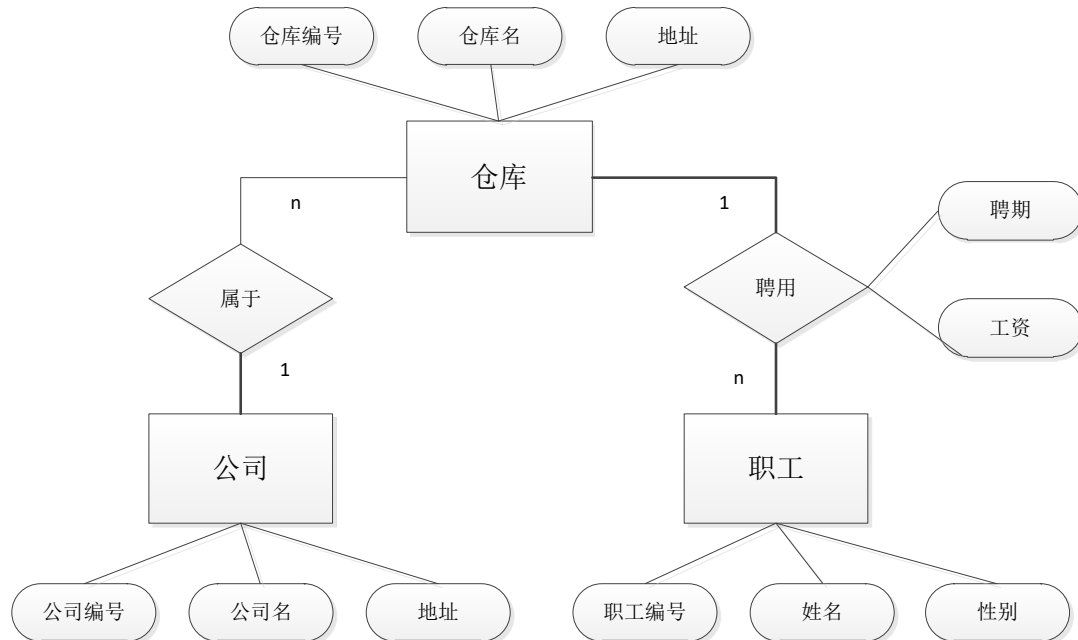 仓库编号
仓库名
地址
仓库
n
1
聘期
属于
聘用
工资
1
n
公司
职工
公司编号
公司名
地址
职工编号
姓名
性别